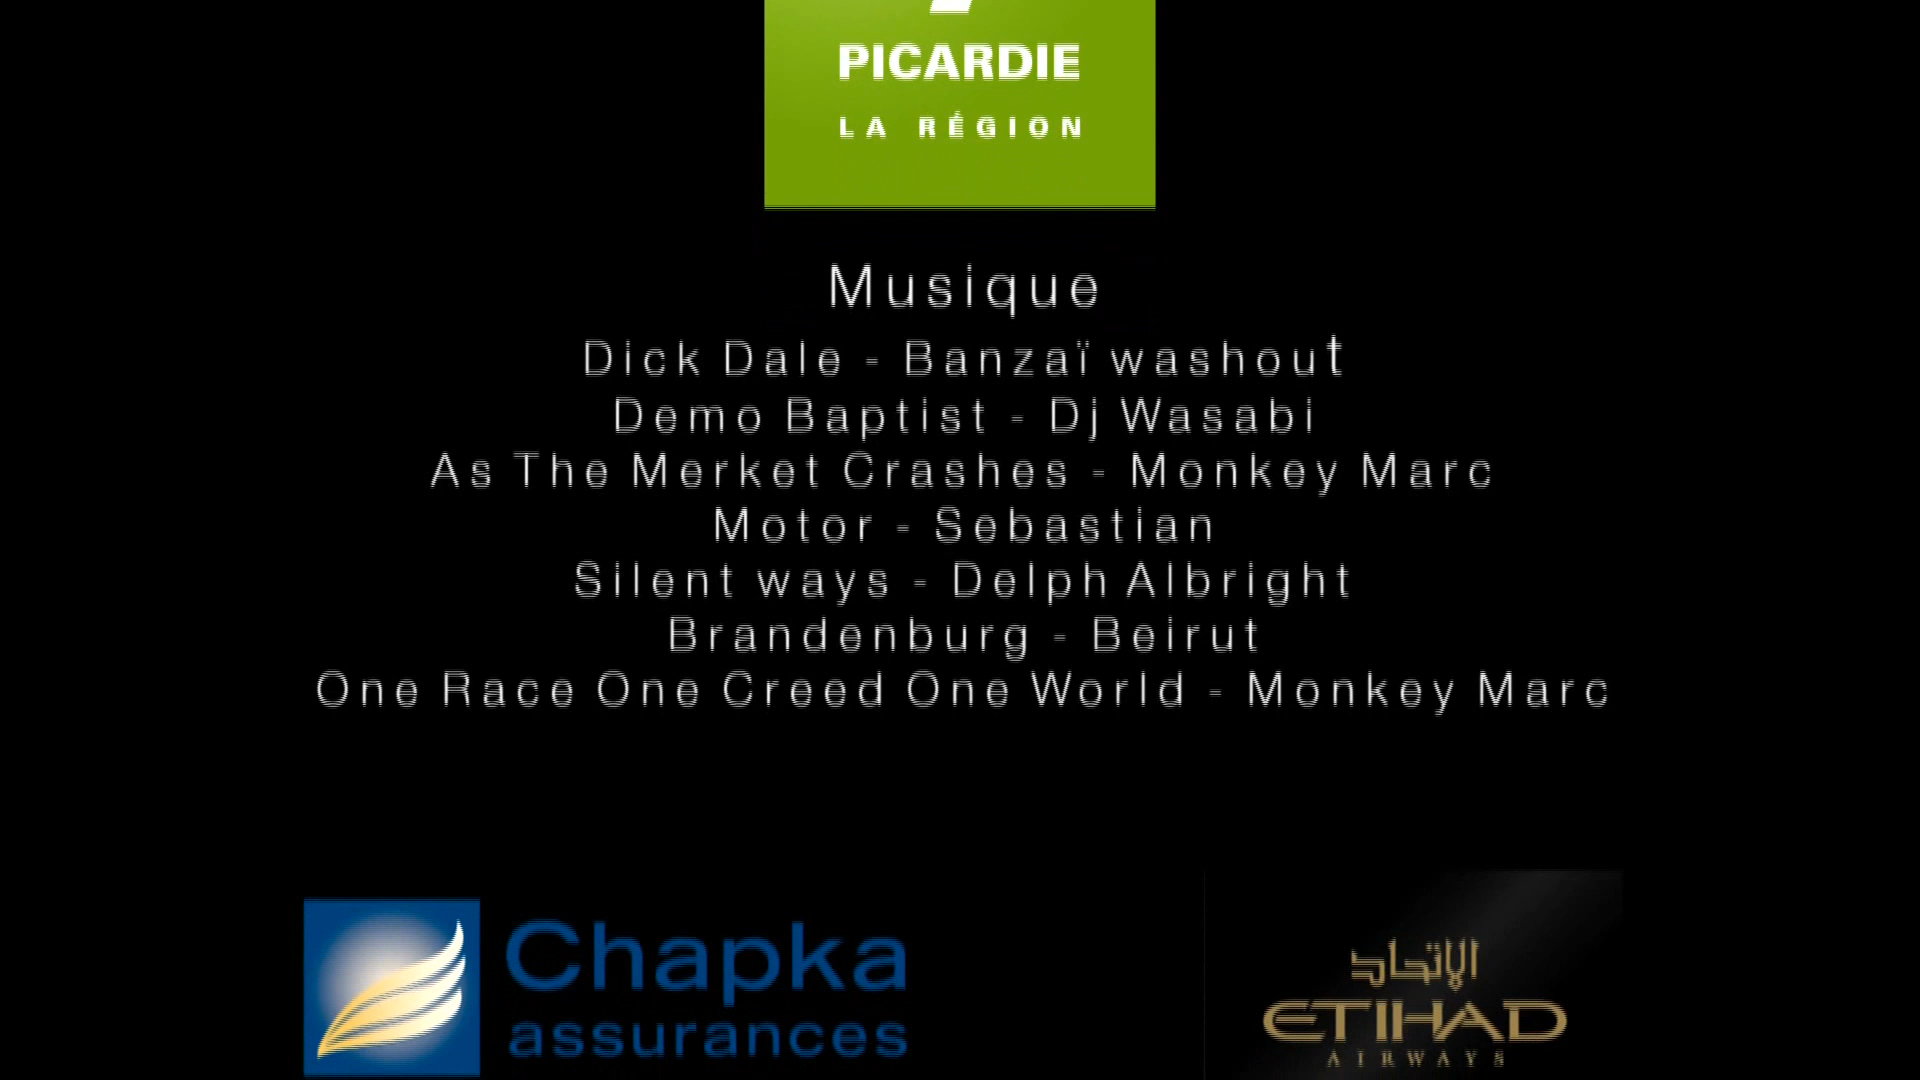 PICARDIE
LA RÉGION
Musique
Dick Dale - Banzaï washout
Demo Baptist - Dj Wasabi
As The Merket Crashes - Monkey Marc
Motor - Sebastian
Silent ways - Delph Albright
Brandenburg - Beirut
One Race One Creed One World - Monkey Marc
Chapka
assurances
الإتحاد
ETIHAD
AIRWAYS